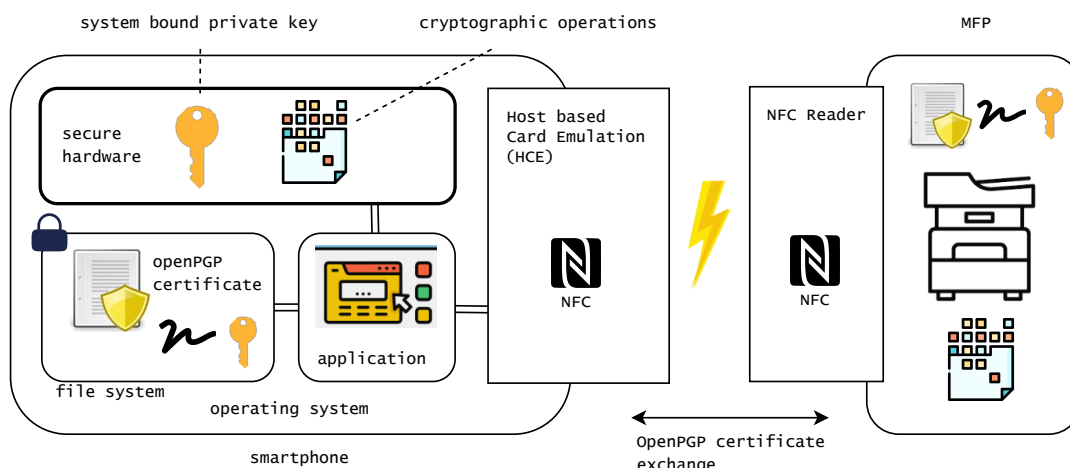 system bound private key
cryptographic operations
MFP
secure
hardware
Host based
Card Emulation
(HCE)
NFC Reader
openPGP
certificate
NFC
NFC
application
file system
operating system
smartphone
OpenPGP certificate
exchange